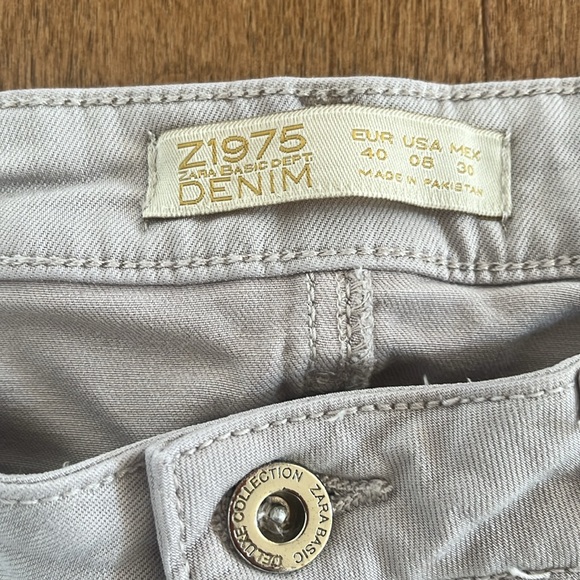 Z1975
ZARA BASIC DEPT.
DENIM
EUR USA MEX
40 08 30
MADE IN PAKISTAN
DELUXE COLLECTION
ZARA BASIC